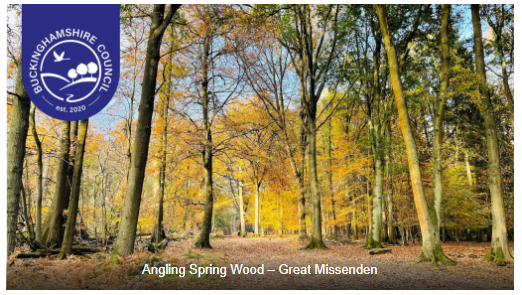 BUCKINGHAMSHIRE COUNCIL
est. 2020
Angling Spring Wood – Great Missenden